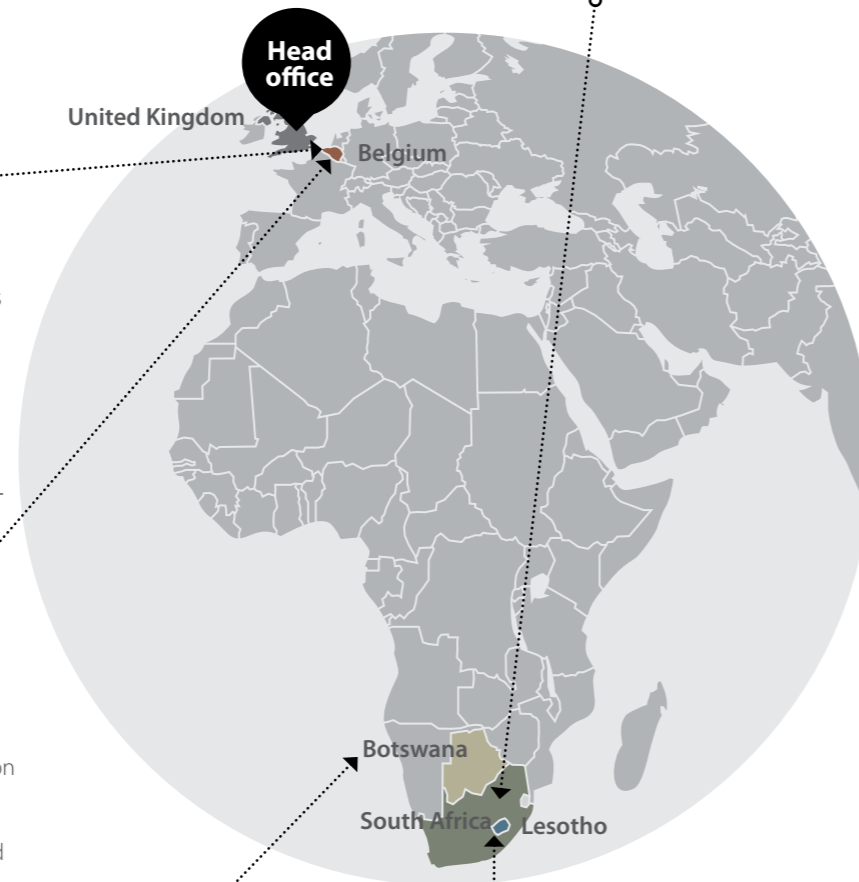 Head
office
United Kingdom
Belgium
Botswana
South Africa
Lesotho